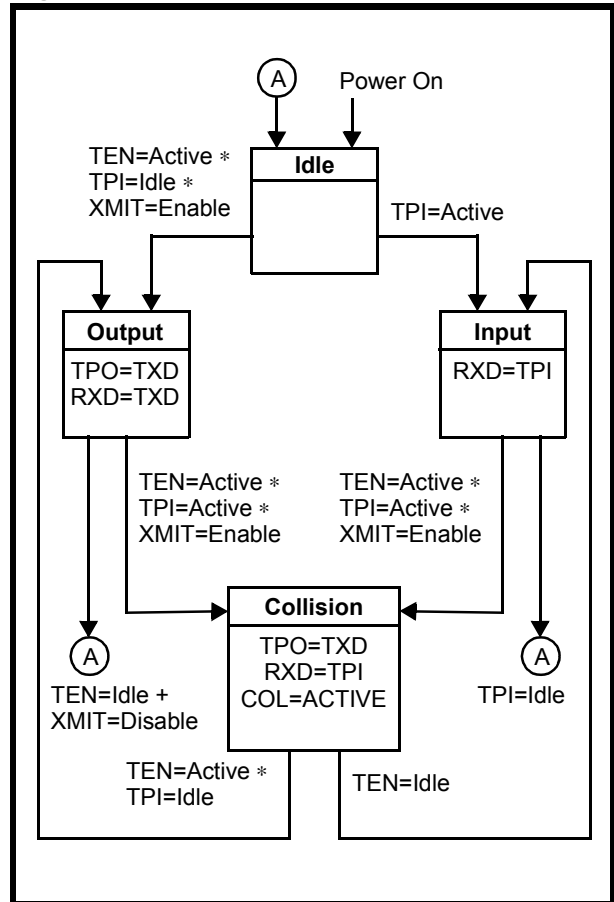 A
Power On
TEN=Active *
TPI=Idle *
XMIT=Enable
Idle
TPI=Active
Output
TPO=TXD
RXD=TXD
Input
RXD=TPI
TEN=Active *
TPI=Active *
XMIT=Enable
TEN=Active *
TPI=Active *
XMIT=Enable
Collision
TPO=TXD
RXD=TPI
COL=ACTIVE
A
TEN=Idle +
XMIT=Disable
A
TPI=Idle
TEN=Active *
TPI=Idle
TEN=Idle